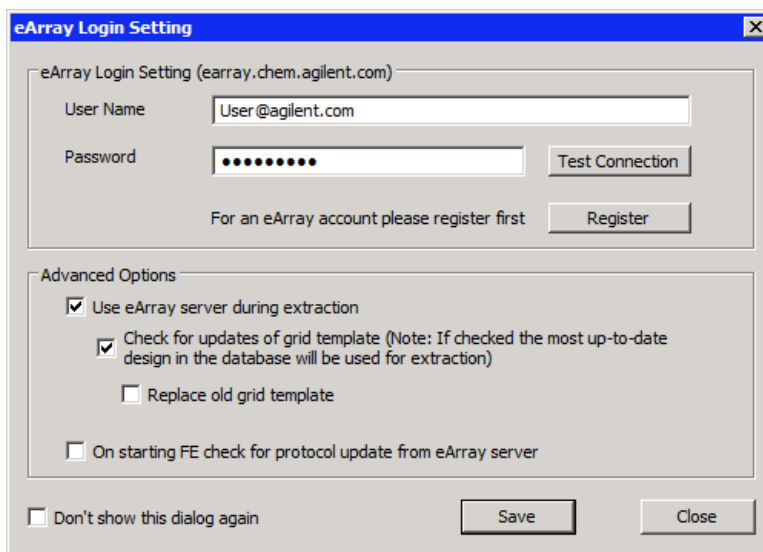 eArray Login Setting
eArray Login Setting (earray.chem.agilent.com)
User Name
User@agilent.com
Password
•••••••••
Test Connection
For an eArray account please register first
Register
Advanced Options
Use eArray server during extraction
Check for updates of grid template (Note: If checked the most up-to-date
design in the database will be used for extraction)
Replace old grid template
On starting FE check for protocol update from eArray server
Don't show this dialog again
Save
Close